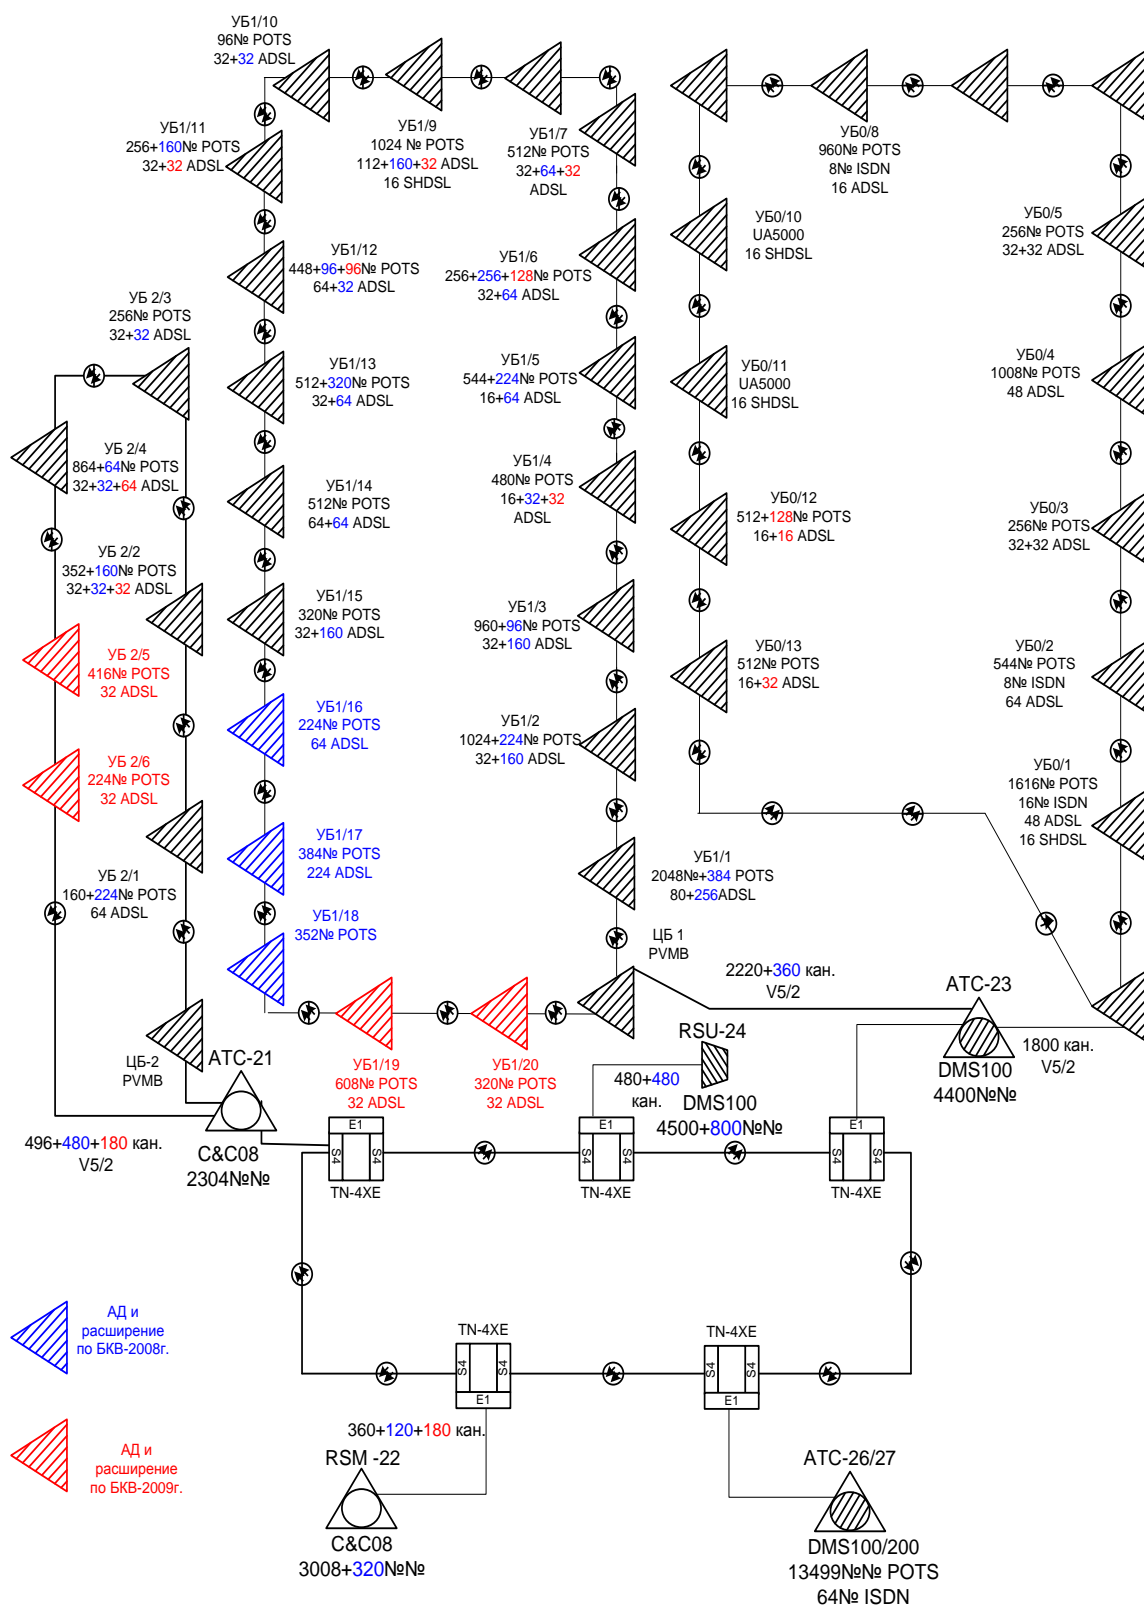 УБ1/10
96№ POTS
32+32 ADSL
УБ1/11
256+160№ POTS
32+32 ADSL
УБ1/9
1024 № POTS
112+160+32 ADSL
16 SHDSL
УБ1/7
512№ POTS
32+64+32
ADSL
УБ0/8
960№ POTS
8№ ISDN
16 ADSL
УБ0/10
UA5000
16 SHDSL
УБ0/5
256№ POTS
32+32 ADSL
УБ1/12
448+96+96№ POTS
64+32 ADSL
УБ1/6
256+256+128№ POTS
32+64 ADSL
УБ 2/3
256№ POTS
32+32 ADSL
УБ1/13
512+320№ POTS
32+64 ADSL
УБ1/5
544+224№ POTS
16+64 ADSL
УБ0/11
UA5000
16 SHDSL
УБ0/4
1008№ POTS
48 ADSL
УБ 2/4
864+64№ POTS
32+32+64 ADSL
УБ1/14
512№ POTS
64+64 ADSL
УБ1/4
480№ POTS
16+32+32
ADSL
УБ0/12
512+128№ POTS
16+16 ADSL
УБ0/3
256№ POTS
32+32 ADSL
УБ 2/2
352+160№ POTS
32+32+32 ADSL
УБ1/15
320№ POTS
32+160 ADSL
УБ1/3
960+96№ POTS
32+160 ADSL
УБ0/13
512№ POTS
16+32 ADSL
УБ0/2
544№ POTS
8№ ISDN
64 ADSL
УБ 2/5
416№ POTS
32 ADSL
УБ1/16
224№ POTS
64 ADSL
УБ1/2
1024+224№ POTS
32+160 ADSL
УБ 2/6
224№ POTS
32 ADSL
УБ0/1
1616№ POTS
16№ ISDN
48 ADSL
16 SHDSL
УБ1/17
384№ POTS
224 ADSL
УБ1/1
2048№+384 POTS
80+256ADSL
УБ 2/1
160+224№ POTS
64 ADSL
УБ1/18
352№ POTS
ЦБ 1
PVMB
2220+360 кан.
V5/2
АТС-23
DMS100
4400№№
1800 кан.
V5/2
ЦБ-2
PVMB
АТС-21
C&C08
2304№№
496+480+180 кан.
V5/2
УБ1/19
608№ POTS
32 ADSL
УБ1/20
320№ POTS
32 ADSL
RSU-24
480+480
кан.
DMS100
4500+800№№
E1
S4
S4
TN-4XE
E1
S4
S4
TN-4XE
E1
S4
S4
TN-4XE
АД и
расширение
по БКВ-2008г.
TN-4XE
S4
S4
E1
TN-4XE
S4
S4
E1
АД и
расширение
по БКВ-2009г.
360+120+180 кан.
RSM -22
C&C08
3008+320№№
АТС-26/27
DMS100/200
13499№№ POTS
64№ ISDN